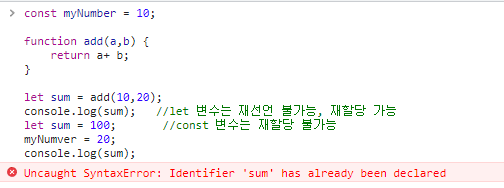 const myNumber = 10;
function add(a,b) {
return a+ b;
}
let sum = add(10,20);
console.log(sum); //let 변수는 재선언 불가능, 재할당 가능
let sum = 100; //const 변수는 재할당 불가능
myNumver = 20;
console.log(sum);
Uncaught SyntaxError: Identifier 'sum' has already been declared